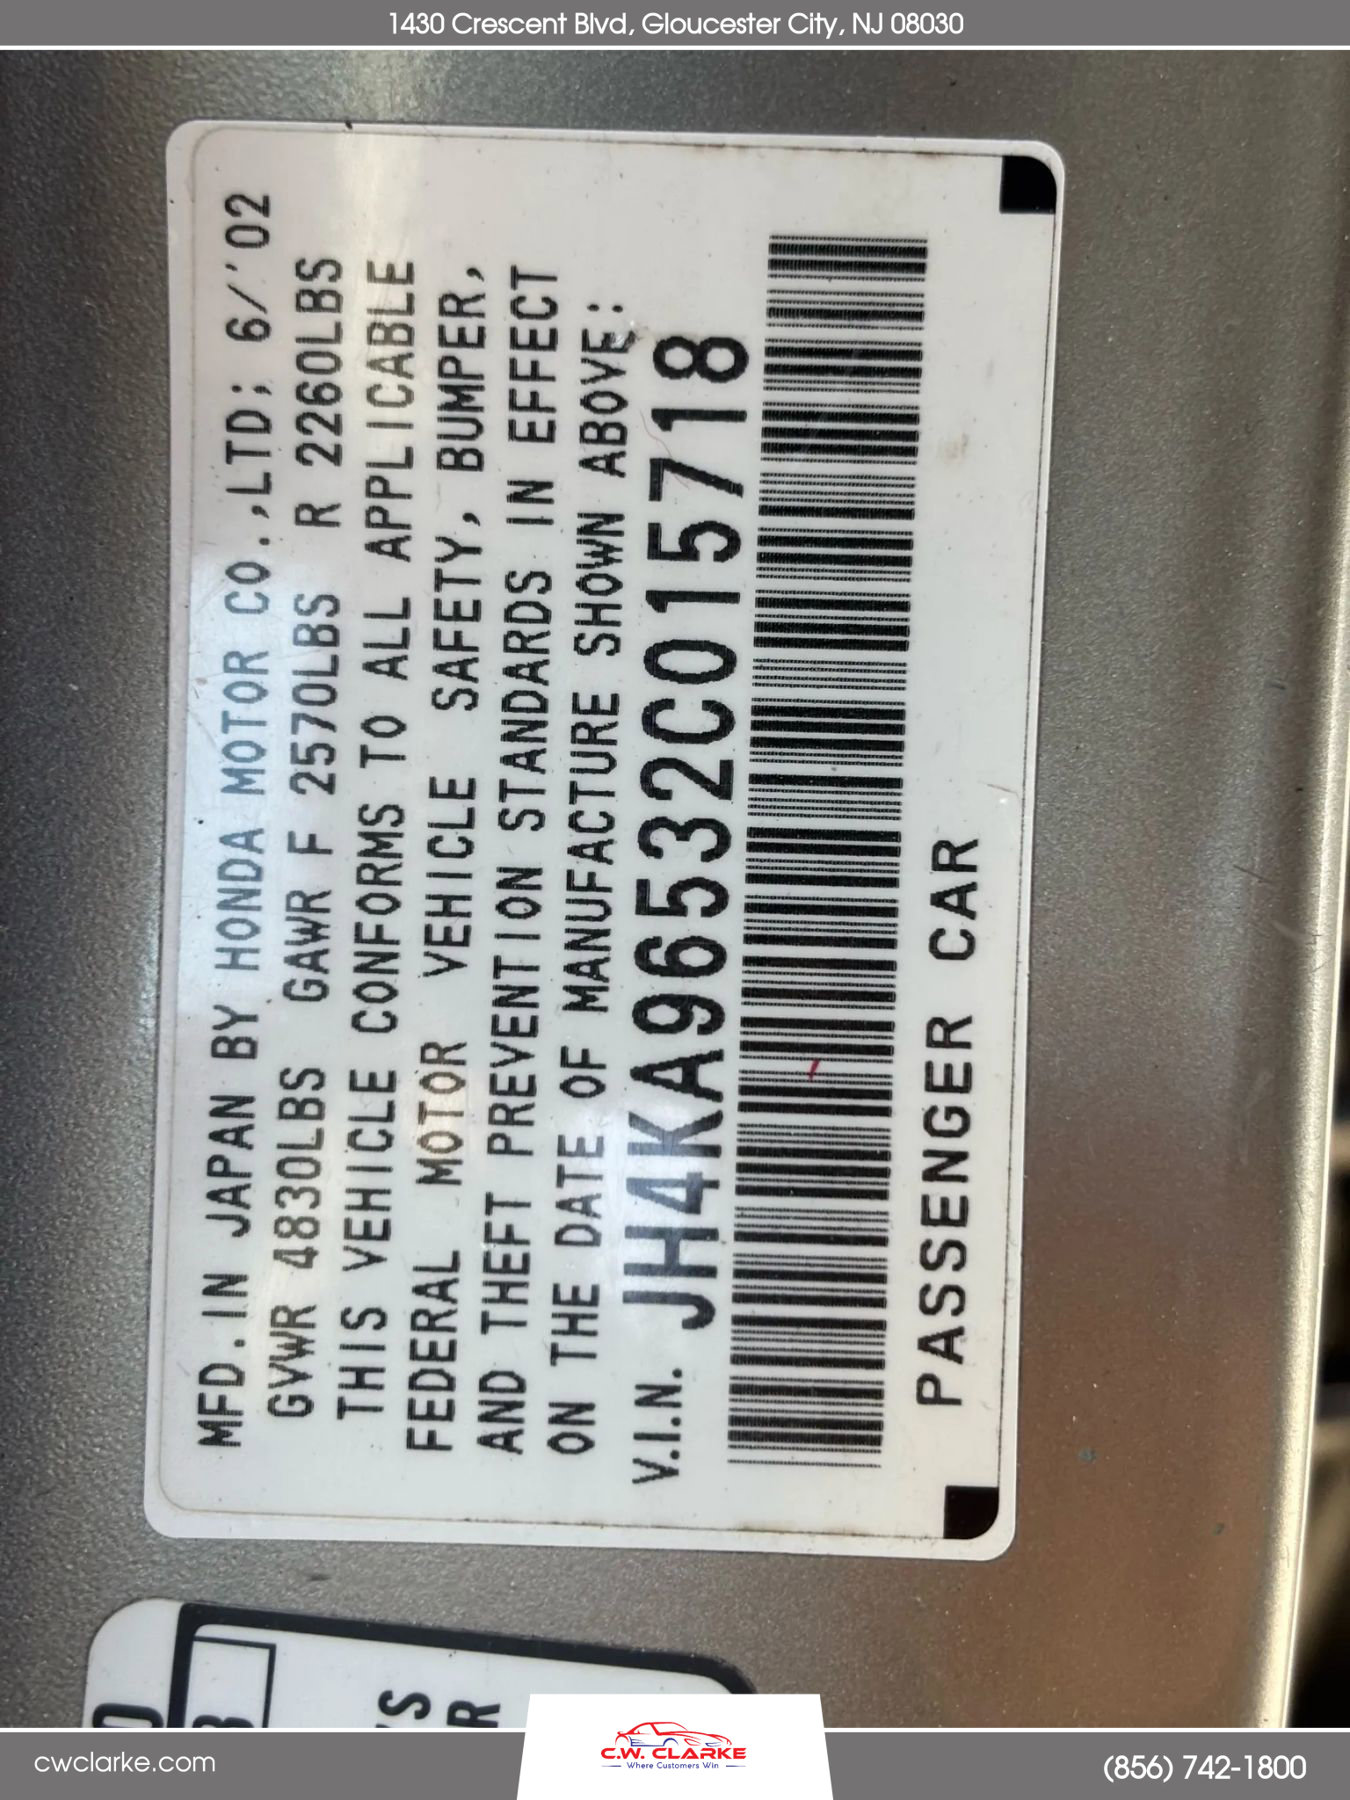 1430 Crescent Blvd, Gloucester City, NJ 08030
MFD.IN JAPAN BY HONDA MOTOR CO.,LTD; 6/'02
GVWR 4830LBS GAWR F 2570LBS R 2260LBS
THIS VEHICLE CONFORMS TO ALL APPLICABLE
FEDERAL MOTOR VEHICLE SAFETY, BUMPER,
AND THEFT PREVENTION STANDARDS IN EFFECT
ON THE DATE OF MANUFACTURE SHOWN ABOVE:
V.I.N. JH4KA96532C015718
PASSENGER CAR
C.W. CLARKE
Where Customers Win
cwclarke.com
(856) 742-1800